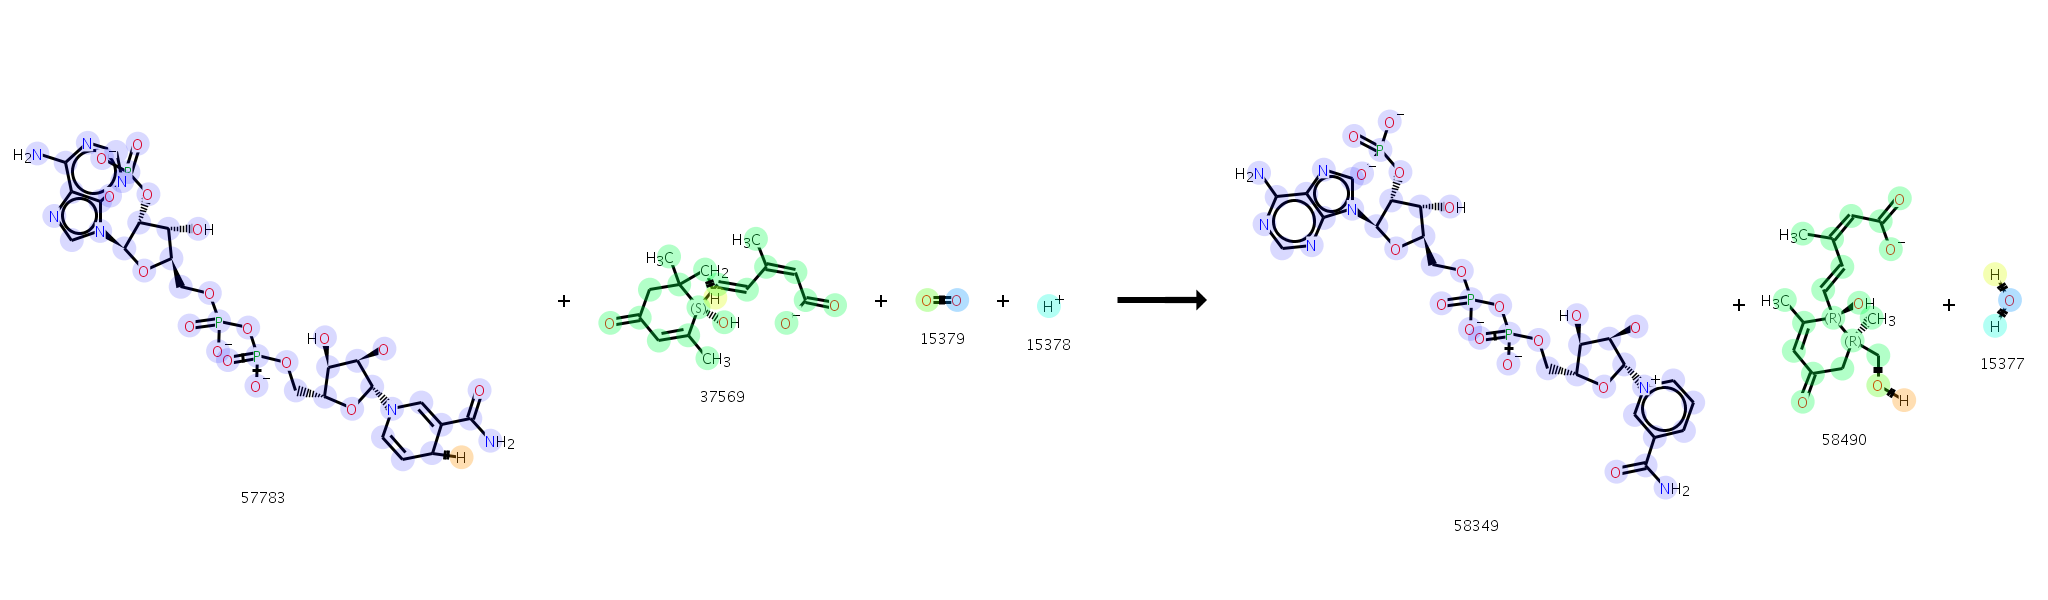 H₂N N N N N O O⁻ P O O O OH O O O P O⁻ O O P O⁻ O HO O O N O NH₂ H
57783
+
H₃C CH₂ H H₃C (S) OH O CH₃ O O⁻
37569
+
O O
15379
+
H⁺
15378
+
O⁻ O P O O⁻ H₂N N N N N OH O O O P O⁻ O O P O⁻ O HO O O N⁺ O NH₂
58349
+
O O⁻ H₃C H₃C OH (R) CH₃ (R) O O H
58490
+
H O H
15377